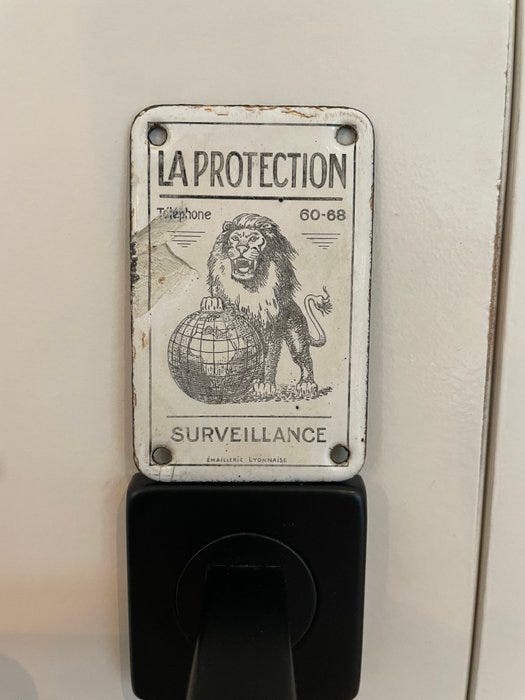 LA PROTECTION
Téléphone 60-68
SURVEILLANCE
ÉMAILLERIE LYONNAISE